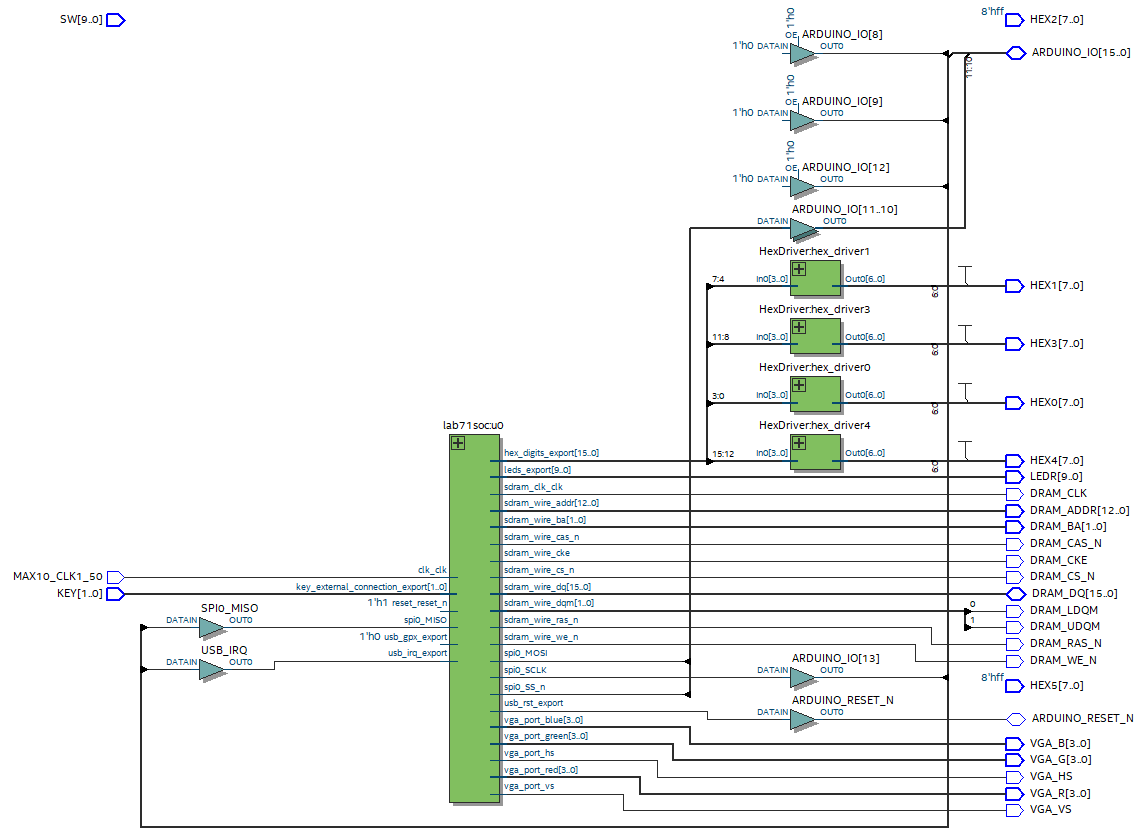 SW[9..0]
8'hff
HEX2[7..0]
1'h0
OE
ARDUINO_IO[8]
1'h0 DATAIN
OUT0
ARDUINO_IO[15..0]
11:10
1'h0
OE
ARDUINO_IO[9]
1'h0 DATAIN
OUT0
1'h0
OE
ARDUINO_IO[12]
1'h0 DATAIN
OUT0
ARDUINO_IO[11..10]
DATAIN
OUT0
HexDriver:hex_driver1
7:4
In0[3..0]
Out0[6..0]
6:0
HEX1[7..0]
HexDriver:hex_driver3
11:8
In0[3..0]
Out0[6..0]
6:0
HEX3[7..0]
HexDriver:hex_driver0
3:0
In0[3..0]
Out0[6..0]
6:0
HEX0[7..0]
HexDriver:hex_driver4
15:12
In0[3..0]
Out0[6..0]
6:0
HEX4[7..0]
lab71soc:u0
hex_digits_export[15..0]
leds_export[9..0]
LEDR[9..0]
sdram_clk_clk
DRAM_CLK
sdram_wire_addr[12..0]
DRAM_ADDR[12..0]
sdram_wire_ba[1..0]
DRAM_BA[1..0]
sdram_wire_cas_n
DRAM_CAS_N
sdram_wire_cke
DRAM_CKE
MAX10_CLK1_50
clk_clk
sdram_wire_cs_n
DRAM_CS_N
KEY[1..0]
key_external_connection_export[1..0]
sdram_wire_dq[15..0]
DRAM_DQ[15..0]
1'h1 reset_reset_n
sdram_wire_dqm[1..0]
0
DRAM_LDQM
SPI0_MISO
DATAIN
OUT0
spi0_MISO
sdram_wire_ras_n
1
DRAM_UDQM
1'h0 usb_gpx_export
sdram_wire_we_n
DRAM_RAS_N
USB_IRQ
DATAIN
OUT0
usb_irq_export
spi0_MOSI
DRAM_WE_N
spi0_SCLK
ARDUINO_IO[13]
DATAIN
OUT0
8'hff
HEX5[7..0]
spi0_SS_n
usb_rst_export
ARDUINO_RESET_N
DATAIN
OUT0
ARDUINO_RESET_N
vga_port_blue[3..0]
VGA_B[3..0]
vga_port_green[3..0]
VGA_G[3..0]
vga_port_hs
VGA_HS
vga_port_red[3..0]
VGA_R[3..0]
vga_port_vs
VGA_VS